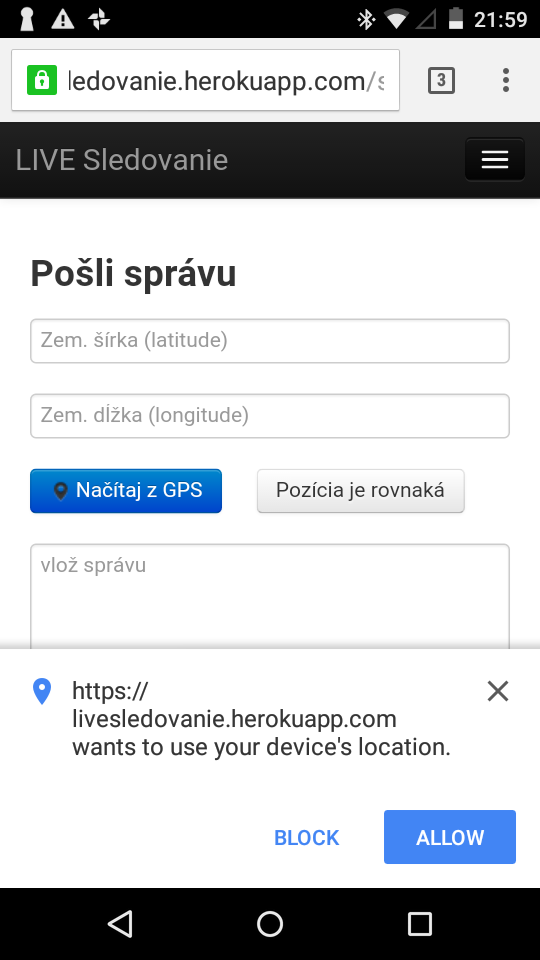 21:59
ledovanie.herokuapp.com/s
3
LIVE Sledovanie
Pošli správu
Zem. šírka (latitude)
Zem. dĺžka (longitude)
Načítaj z GPS
Pozícia je rovnaká
vlož správu
https://
livesledovanie.herokuapp.com
wants to use your device's location.
BLOCK
ALLOW